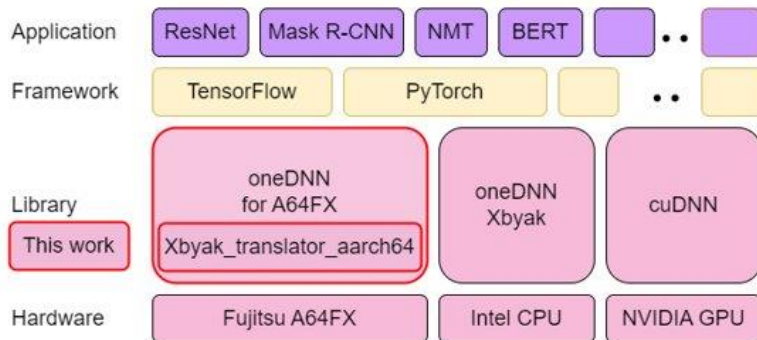 Application
ResNet
Mask R-CNN
NMT
BERT
Framework
TensorFlow
PyTorch
Library
This work
oneDNN
for A64FX
Xbyak_translator_aarch64
oneDNN
Xbyak
cuDNN
Hardware
Fujitsu A64FX
Intel CPU
NVIDIA GPU